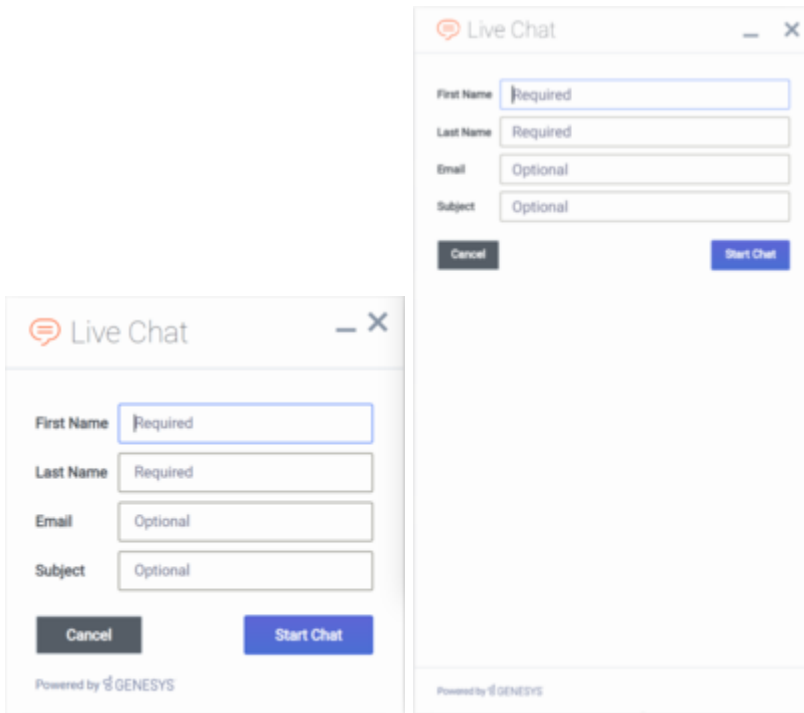 Live Chat
First Name Required
Last Name Required
Email Optional
Subject Optional
Cancel Start Chat
Powered by GENESYS
Live Chat
First Name Required
Last Name Required
Email Optional
Subject Optional
Cancel Start Chat
Powered by GENESYS